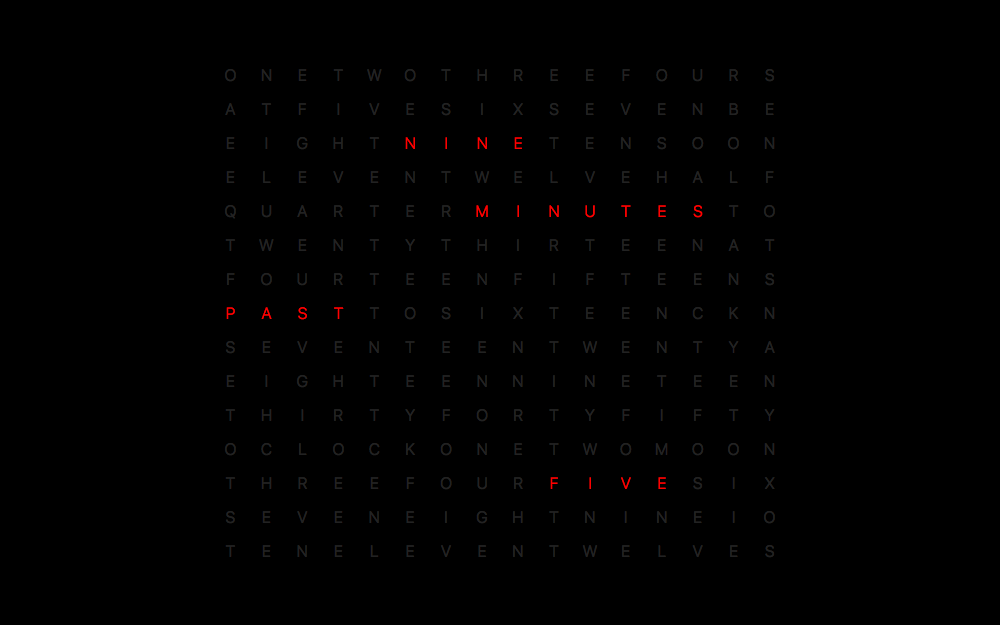 O N E T W O T H R E E F O U R S
A T F I V E S I X S E V E N B E
E I G H T N I N E T E N S O O N
E L E V E N T W E L V E H A L F
Q U A R T E R M I N U T E S T O
T W E N T Y T H I R T E E N A T
F O U R T E E N F I F T E E N S
P A S T T O S I X T E E N C K N
S E V E N T E E N T W E N T Y A
E I G H T E E N N I N E T E E N
T H I R T Y F O R T Y F I F T Y
O C L O C K O N E T W O M O O N
T H R E E F O U R F I V E S I X
S E V E N E I G H T N I N E I O
T E N E L E V E N T W E L V E S